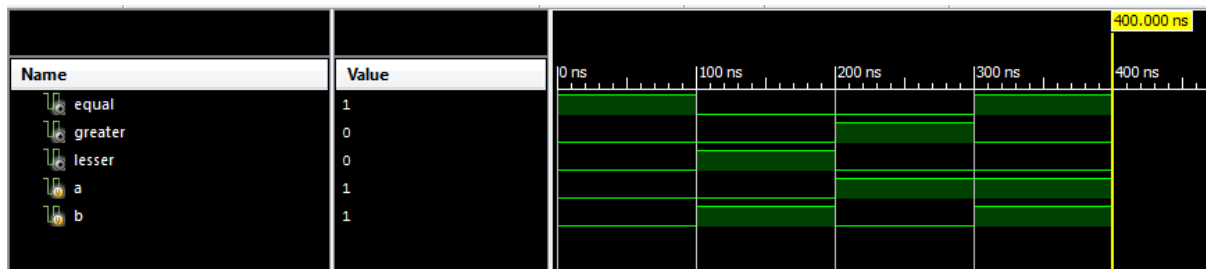 400.000 ns
Name Value 0 ns 100 ns 200 ns 300 ns 400 ns
equal 1
greater 0
lesser 0
a 1
b 1